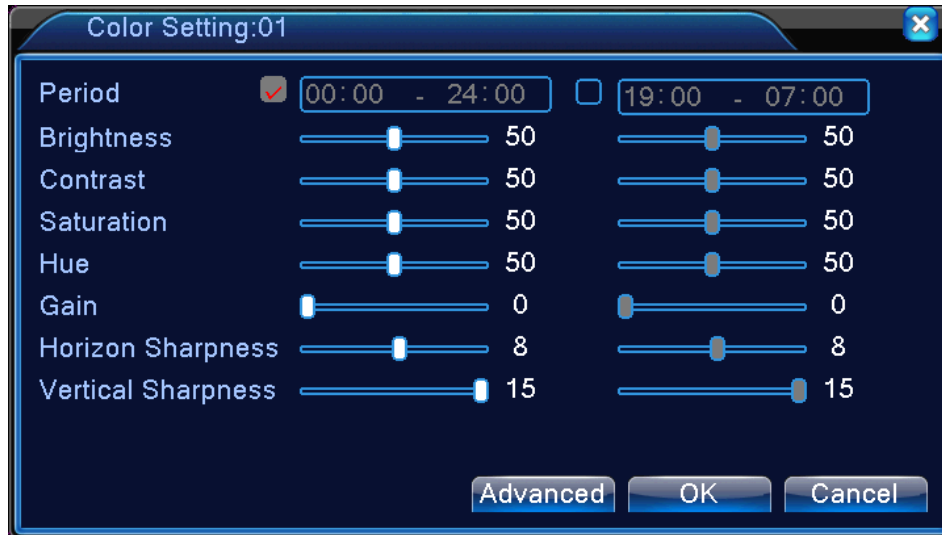 Color Setting:01
Period 00:00 - 24:00 19:00 - 07:00
Brightness 50 50
Contrast 50 50
Saturation 50 50
Hue 50 50
Gain 0 0
Horizon Sharpness 8 8
Vertical Sharpness 15 15
Advanced OK Cancel